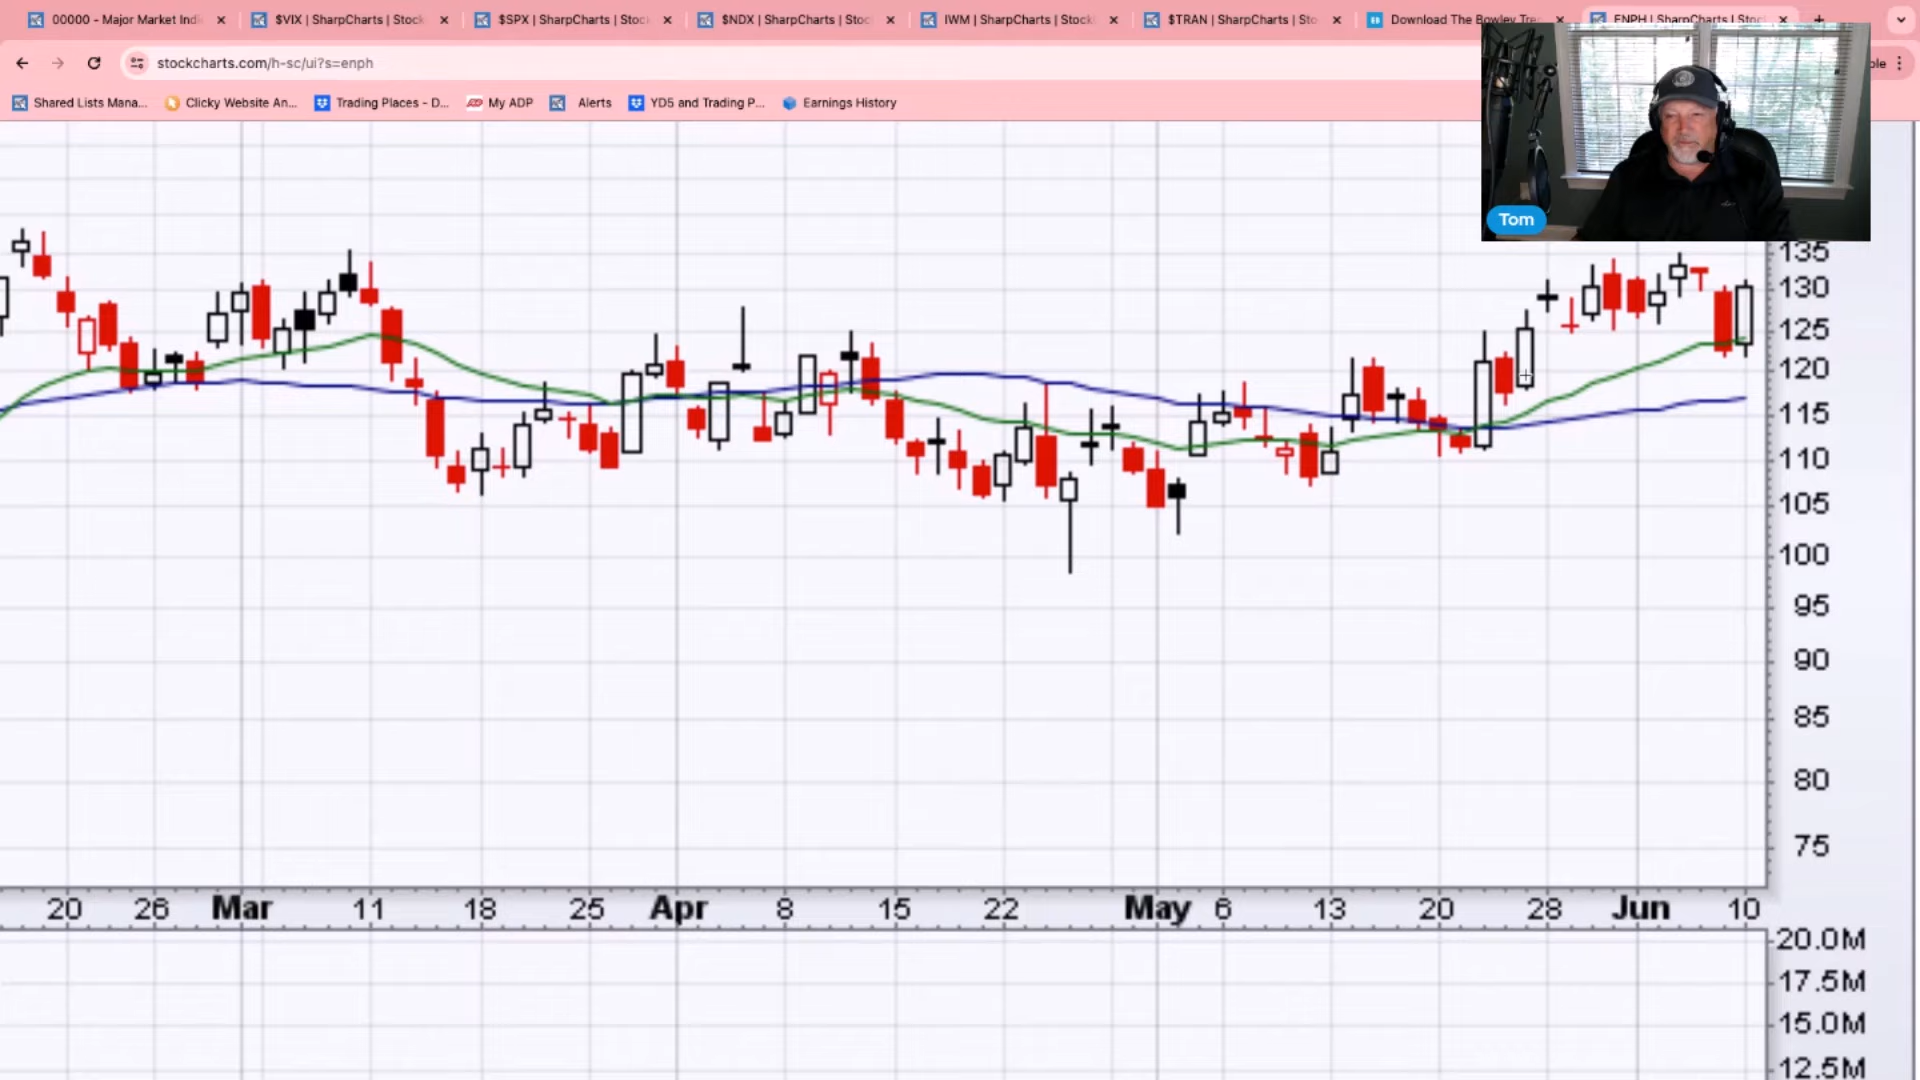 00000 - Major Market Indi
$VIX | SharpCharts | Stock
$SPX | SharpCharts | Stoc
$NDX | SharpCharts | Stoc
IWM | SharpCharts | Stock
$TRAN | SharpCharts | Sto
Download The Bowley Tre
ENPH | SharpCharts | Stoc
stockcharts.com/h-sc/ui?s=enph
Shared Lists Mana...
Clicky Website An...
Trading Places - D...
My ADP
Alerts
YD5 and Trading P...
Earnings History
Tom
135
130
125
120
115
110
105
100
95
90
85
80
75
20 26 Mar 11 18 25 Apr 8 15 22 May 6 13 20 28 Jun 10
20.0M
17.5M
15.0M
12.5M